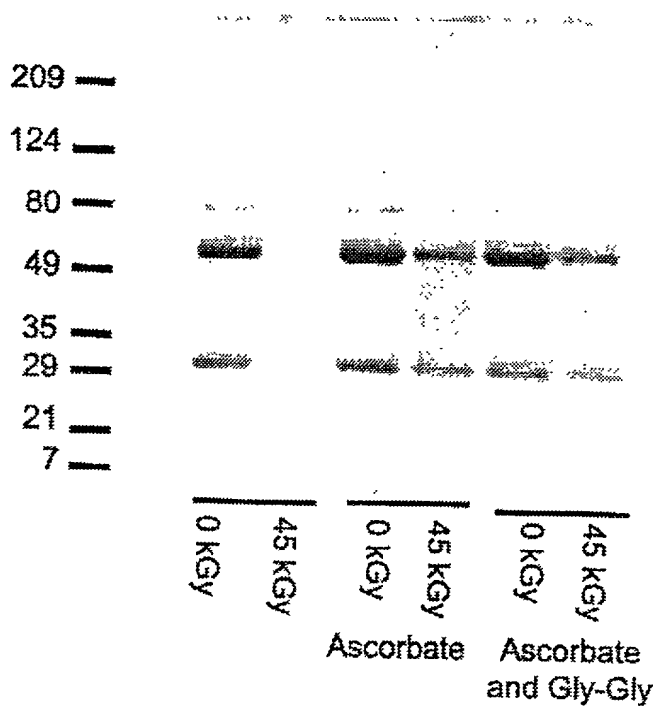 209
124
80
49
35
29
21
7
0 kGy
45 kGy
0 kGy
45 kGy
0 kGy
45 kGy
Ascorbate
Ascorbate
and Gly-Gly